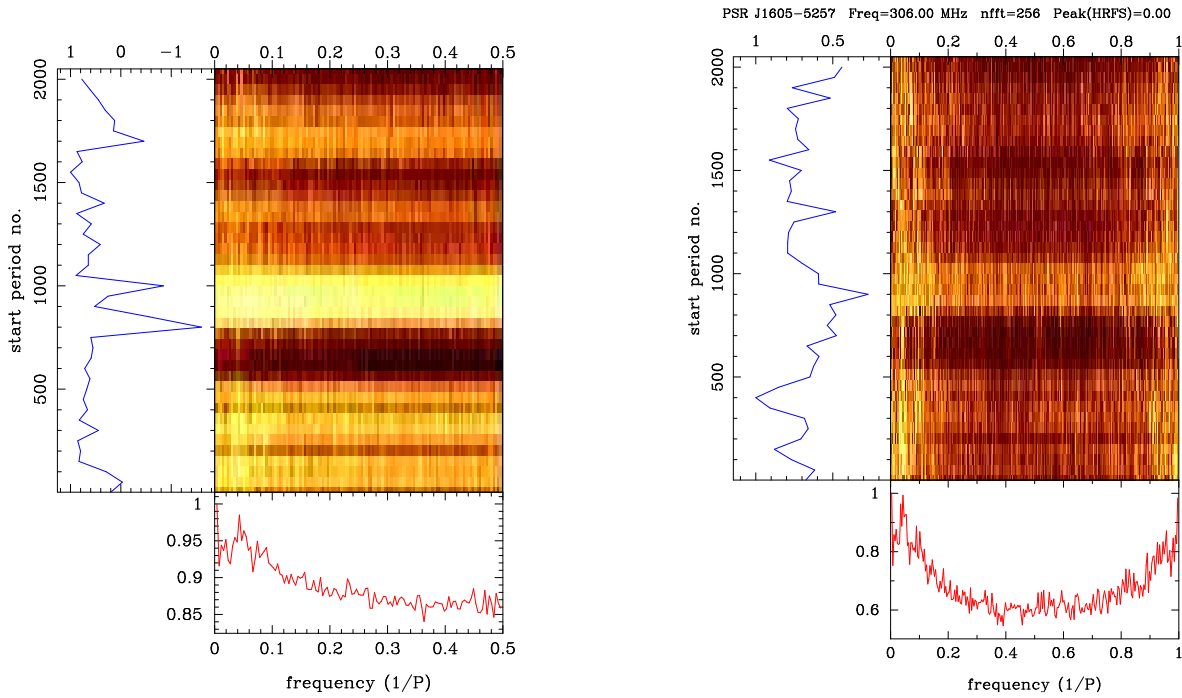 PSR J1605-5257 Freq=306.00 MHz nfft=256 Peak(HRFS)=0.00
1 0 −1
0 0.1 0.2 0.3 0.4 0.5
start period no.
2000
1500
1000
500
1
0.95
0.9
0.85
0 0.1 0.2 0.3 0.4 0.5
frequency (1/P)
1 0.5
0 0.2 0.4 0.6 0.8 1
start period no.
2000
1500
1000
500
1
0.8
0.6
0 0.2 0.4 0.6 0.8 1
frequency (1/P)